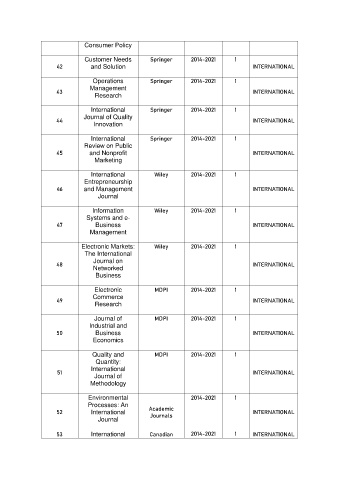 Consumer Policy
42 Customer Needs and Solution Springer 2014-2021 1 INTERNATIONAL
43 Operations Management Research Springer 2014-2021 1 INTERNATIONAL
44 International Journal of Quality Innovation Springer 2014-2021 1 INTERNATIONAL
45 International Review on Public and Nonprofit Marketing Springer 2014-2021 1 INTERNATIONAL
46 International Entrepreneurship and Management Journal Wiley 2014-2021 1 INTERNATIONAL
47 Information Systems and e-Business Management Wiley 2014-2021 1 INTERNATIONAL
48 Electronic Markets: The International Journal on Networked Business Wiley 2014-2021 1 INTERNATIONAL
49 Electronic Commerce Research MDPI 2014-2021 1 INTERNATIONAL
50 Journal of Industrial and Business Economics MDPI 2014-2021 1 INTERNATIONAL
51 Quality and Quantity: International Journal of Methodology MDPI 2014-2021 1 INTERNATIONAL
52 Environmental Processes: An International Journal Academic Journals 2014-2021 1 INTERNATIONAL
53 International Canadian 2014-2021 1 INTERNATIONAL